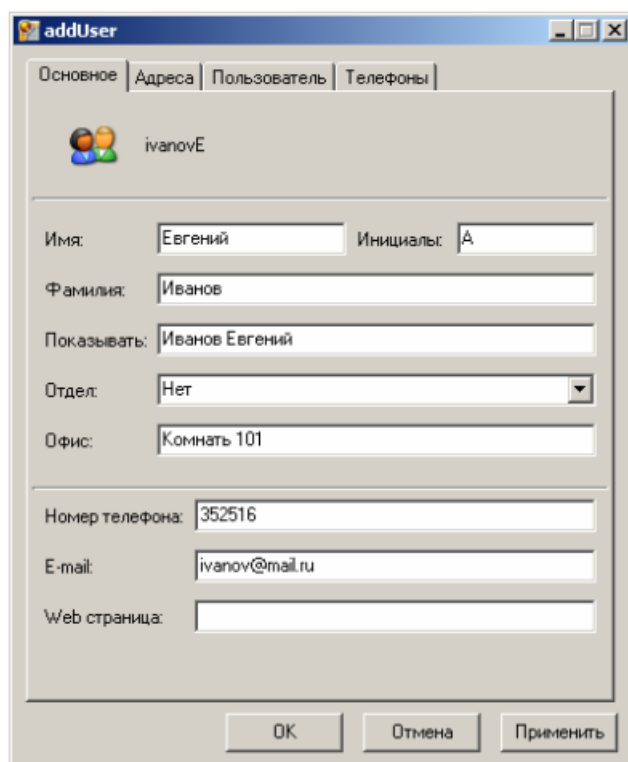 addUser
Основное Адреса Пользователь Телефоны
ivanovE
Имя: Евгений Инициалы: А
Фамилия: Иванов
Показывать: Иванов Евгений
Отдел: Нет
Офис: Комнать 101
Номер телефона: 352516
E-mail: ivanov@mail.ru
Web страница:
OK Отмена Применить